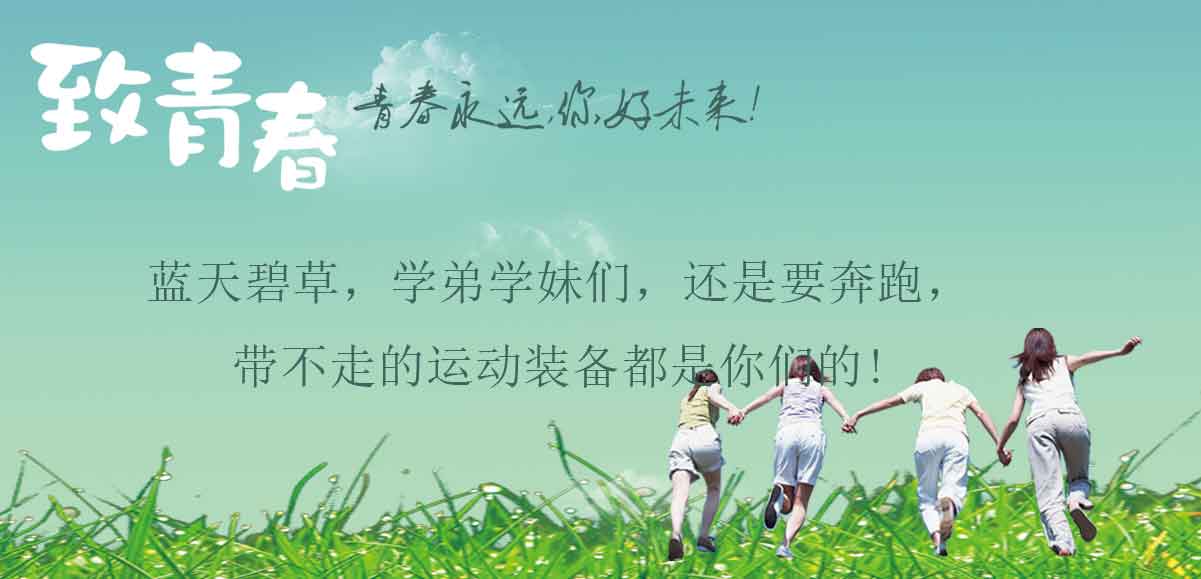 致青春
青春永远,你好未来!
蓝天碧草，学弟学妹们，还是要奔跑，
带不走的运动装备都是你们的!